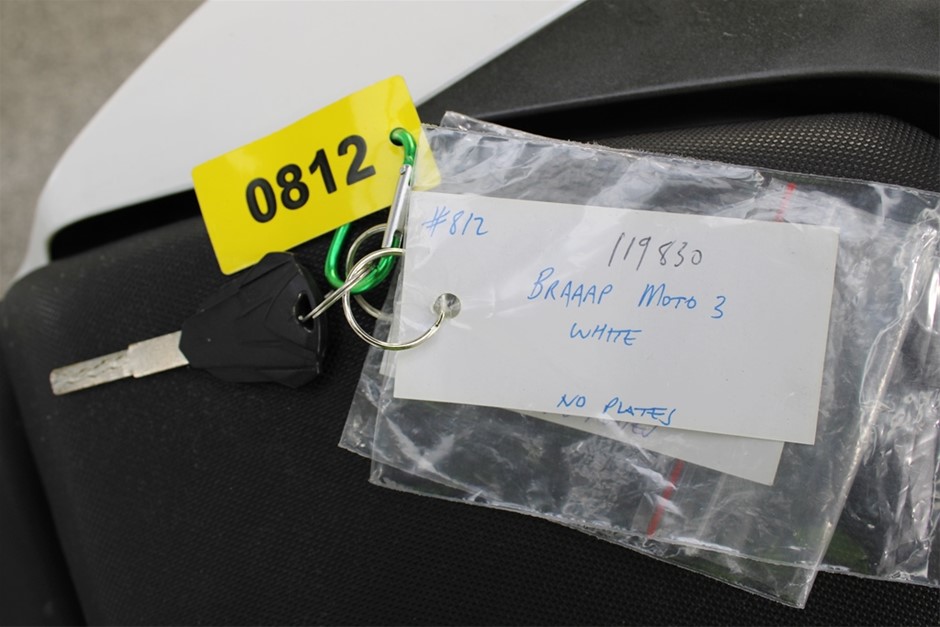 0812
#812
119830
BRAAAP MOTO 3
WHITE
NO PLATES